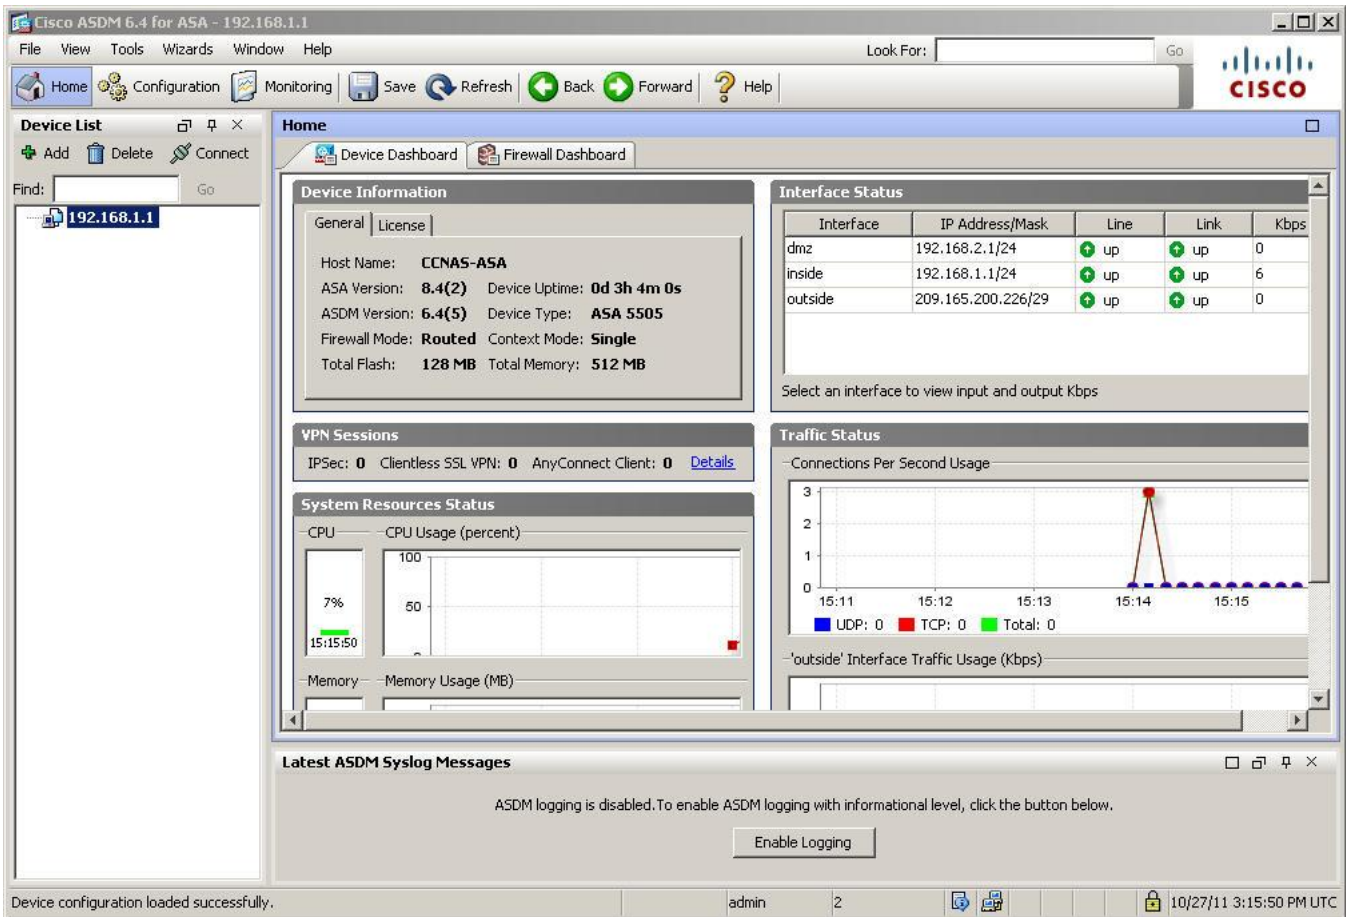 Cisco ASDM 6.4 for ASA - 192.168.1.1
File View Tools Wizards Window Help Look For: Go
Home Configuration Monitoring Save Refresh Back Forward Help
CISCO
Device List
Add Delete Connect
Find: Go
192.168.1.1
Home
Device Dashboard Firewall Dashboard
Device Information
General License
Host Name: CCNAS-ASA
ASA Version: 8.4(2) Device Uptime: 0d 3h 4m 0s
ASDM Version: 6.4(5) Device Type: ASA 5505
Firewall Mode: Routed Context Mode: Single
Total Flash: 128 MB Total Memory: 512 MB
Interface Status
Interface IP Address/Mask Line Link Kbps
dmz 192.168.2.1/24 up up 0
inside 192.168.1.1/24 up up 6
outside 209.165.200.226/29 up up 0
Select an interface to view input and output Kbps
VPN Sessions
IPSec: 0 Clientless SSL VPN: 0 AnyConnect Client: 0 Details
System Resources Status
CPU CPU Usage (percent)
100
7% 50
15:15:50
Memory Memory Usage (MB)
Traffic Status
Connections Per Second Usage
3
2
1
0
15:11 15:12 15:13 15:14 15:15
UDP: 0 TCP: 0 Total: 0
'outside' Interface Traffic Usage (Kbps)
Latest ASDM Syslog Messages
ASDM logging is disabled.To enable ASDM logging with informational level, click the button below.
Enable Logging
Device configuration loaded successfully. admin 2 10/27/11 3:15:50 PM UTC